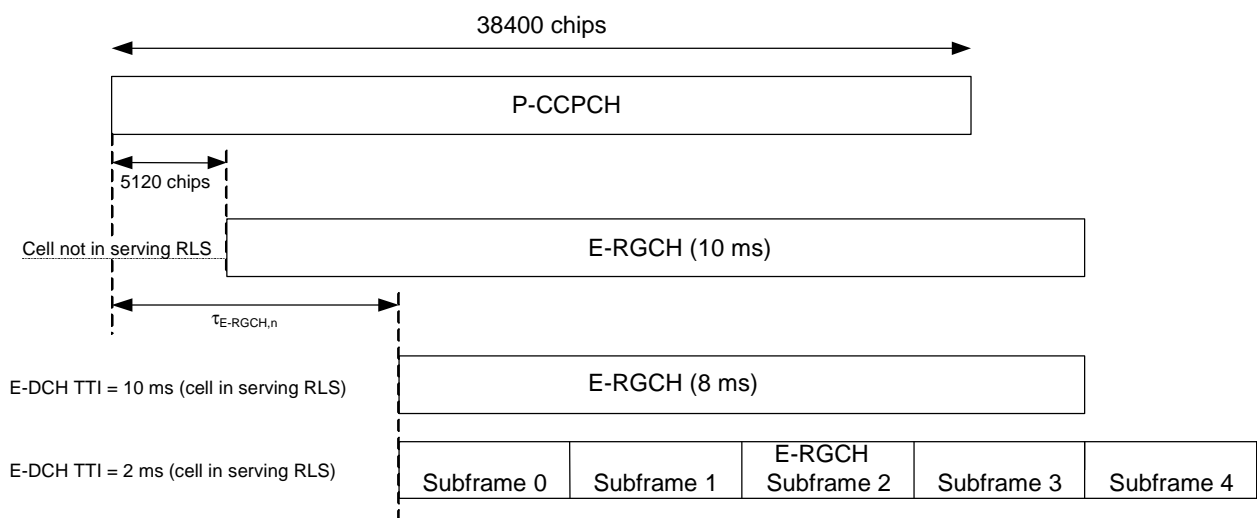 38400 chips
P-CCPCH
5120 chips
Cell not in serving RLS
E-RGCH (10 ms)
τE-RGCH,n
E-DCH TTI = 10 ms (cell in serving RLS)
E-RGCH (8 ms)
E-DCH TTI = 2 ms (cell in serving RLS)
E-RGCH
Subframe 0
Subframe 1
Subframe 2
Subframe 3
Subframe 4